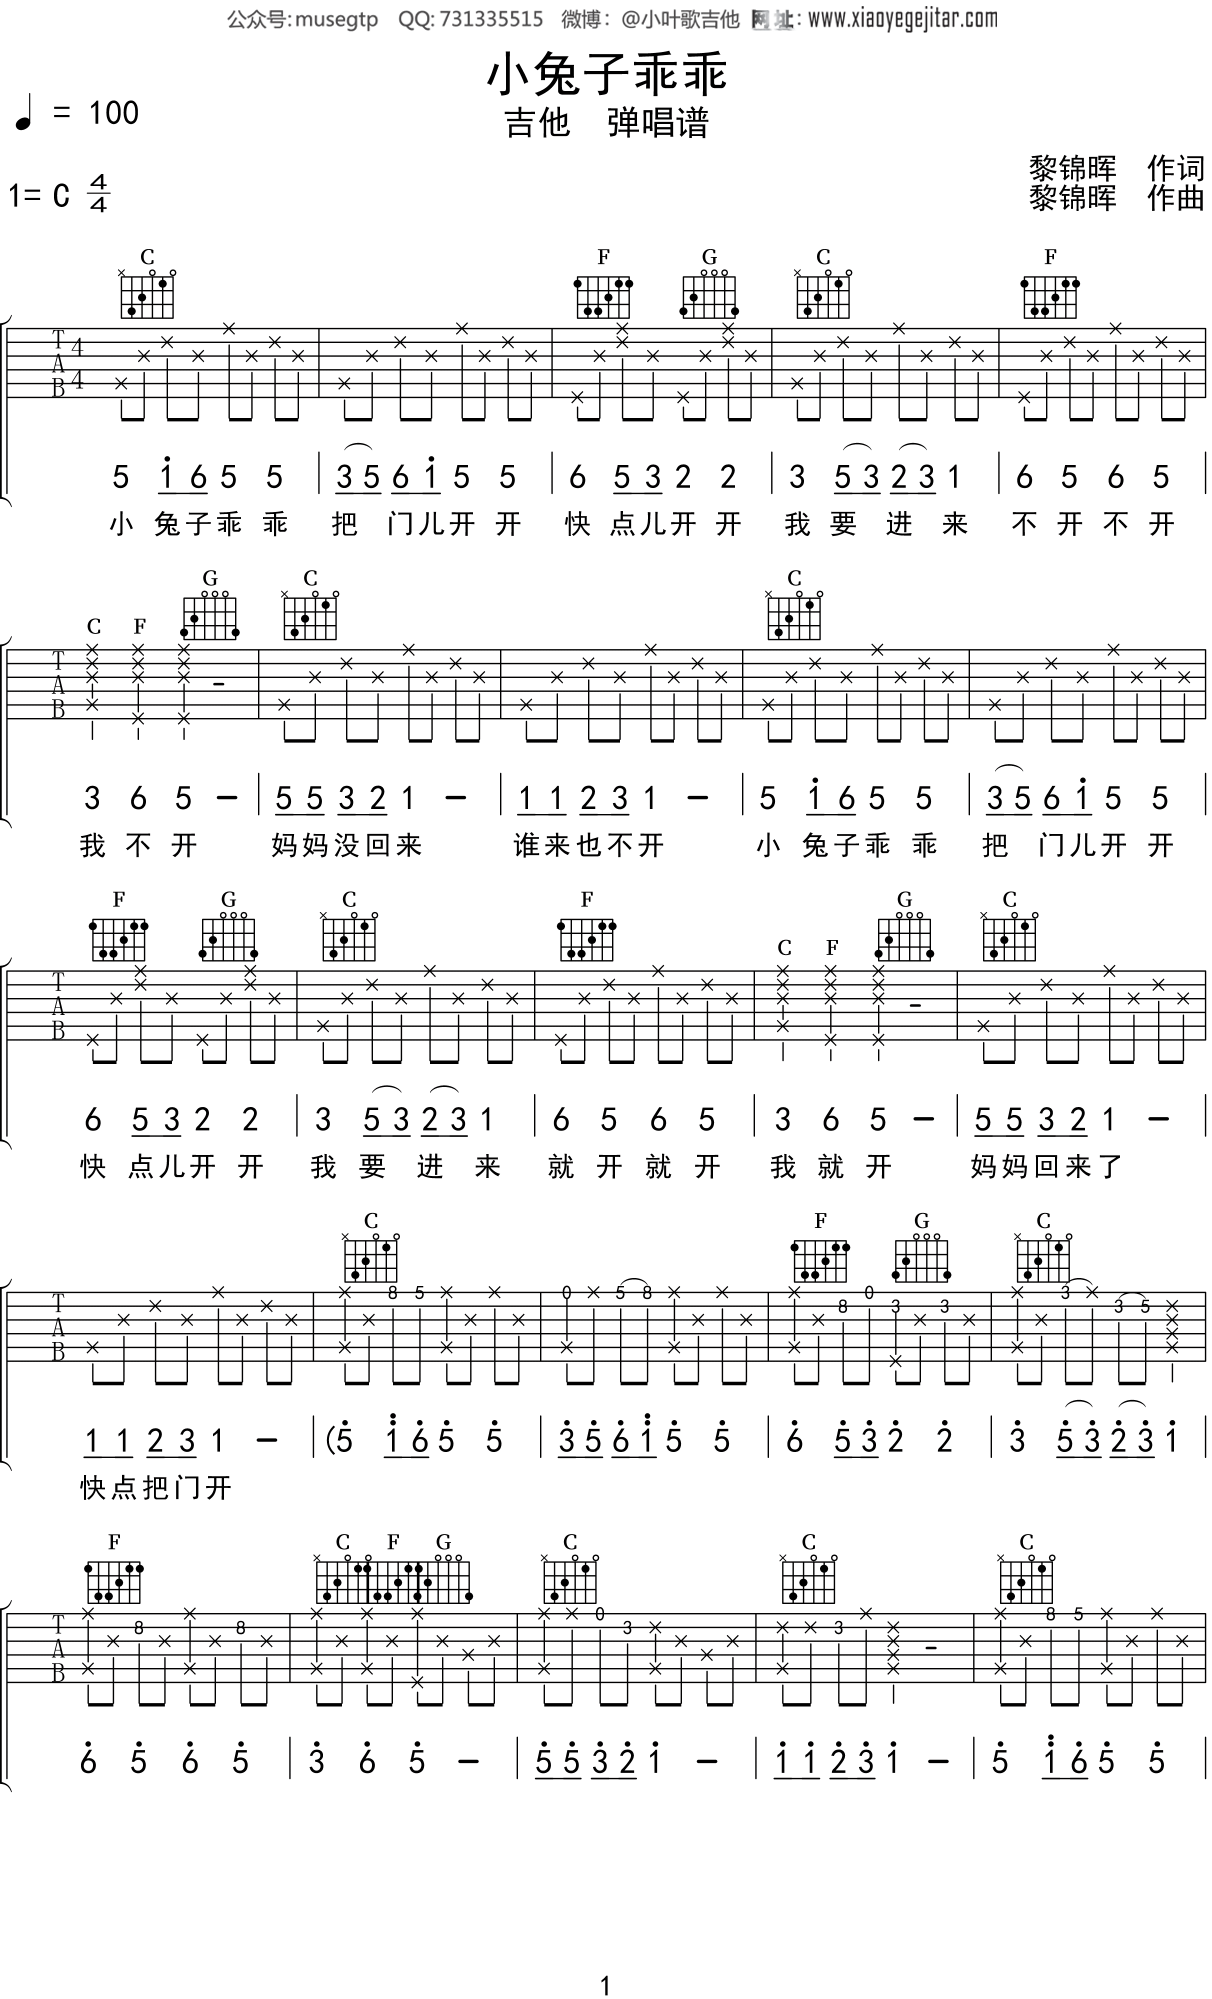 公众号: musegtp QQ: 731335515 微博：@小叶歌吉他 网址: www.xiaoyegejitar.com
小兔子乖乖
♩ = 100
吉他 弹唱谱
黎锦晖 作词
1= C 4/4
黎锦晖 作曲
C F G C F
T A B 4 4
5 1 6 5 5 | 3 5 6 1 5 5 | 6 5 3 2 2 | 3 5 3 2 3 1 | 6 5 6 5
小 兔子乖 乖 把 门儿开 开 快 点儿开 开 我 要 进 来 不 开 不 开
C F G C C
T A B
3 6 5 - | 5 5 3 2 1 - | 1 1 2 3 1 - | 5 1 6 5 5 | 3 5 6 1 5 5
我 不 开 妈妈没回来 谁来也不开 小 兔子乖 乖 把 门儿开 开
F G C F C F G C
T A B
6 5 3 2 2 | 3 5 3 2 3 1 | 6 5 6 5 | 3 6 5 - | 5 5 3 2 1 -
快 点儿开 开 我 要 进 来 就 开 就 开 我 就 开 妈妈回来了
C F G C
T A B 8 5 0 5 8 8 0 3 3 3 3 5
1 1 2 3 1 - | (5 1 6 5 5 | 3 5 6 1 5 5 | 6 5 3 2 2 | 3 5 3 2 3 1
快点把门开
F C F G C C C
T A B 8 8 0 3 3 8 5
6 5 6 5 | 3 6 5 - | 5 5 3 2 1 - | 1 1 2 3 1 - | 5 1 6 5 5
1